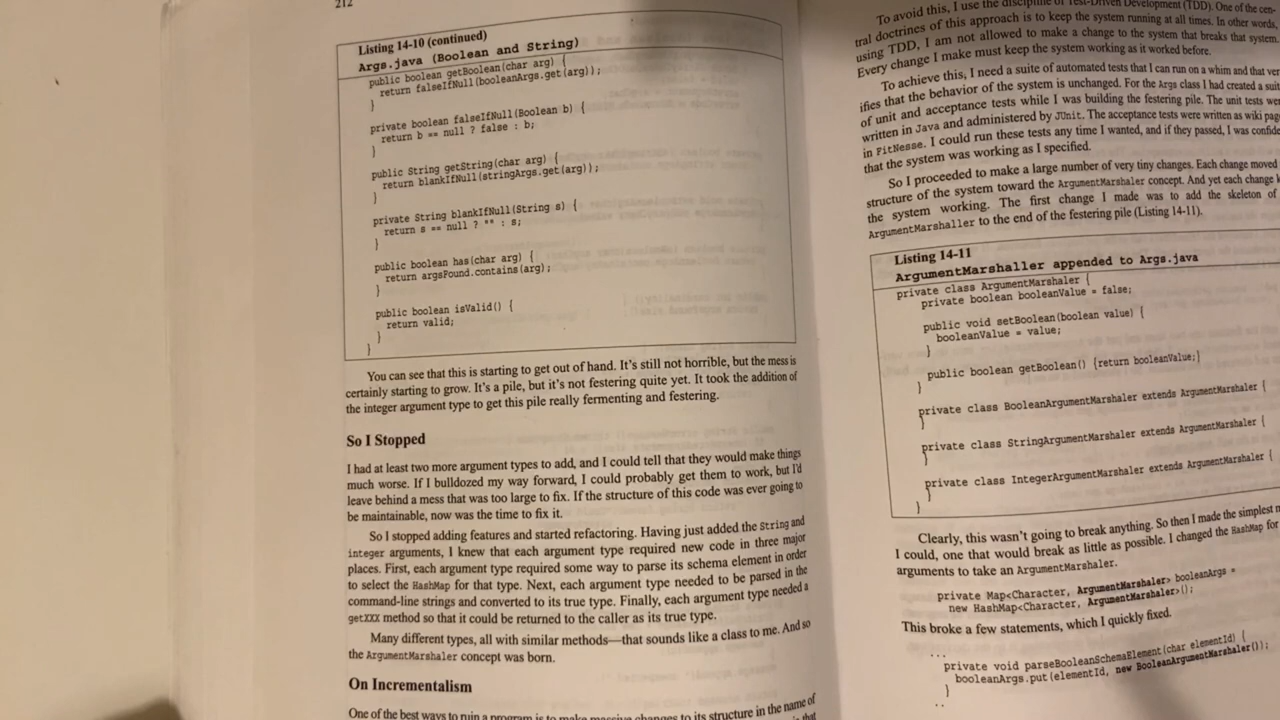 212
Listing 14-10 (continued)
Args.java (Boolean and String)
public boolean getBoolean(char arg) {
return falseIfNull(booleanArgs.get(arg));
}
private boolean falseIfNull(Boolean b) {
return b == null ? false : b;
}
public String getString(char arg) {
return blankIfNull(stringArgs.get(arg));
}
private String blankIfNull(String s) {
return s == null ? "" : s;
}
public boolean has(char arg) {
return argsFound.contains(arg);
}
public boolean isValid() {
return valid;
}
}
You can see that this is starting to get out of hand. It's still not horrible, but the mess is
certainly starting to grow. It's a pile, but it's not festering quite yet. It took the addition of
the integer argument type to get this pile really fermenting and festering.
So I Stopped
I had at least two more argument types to add, and I could tell that they would make things
much worse. If I bulldozed my way forward, I could probably get them to work, but I'd
leave behind a mess that was too large to fix. If the structure of this code was ever going to
be maintainable, now was the time to fix it.
So I stopped adding features and started refactoring. Having just added the String and
integer arguments, I knew that each argument type required new code in three major
places. First, each argument type required some way to parse its schema element in order
to select the HashMap for that type. Next, each argument type needed to be parsed in the
command-line strings and converted to its true type. Finally, each argument type needed a
getXXX method so that it could be returned to the caller as its true type.
Many different types, all with similar methods—that sounds like a class to me. And so
the ArgumentMarshaler concept was born.
On Incrementalism
One of the best ways to ruin a program is to make massive changes to its structure in the name of
To avoid this, I use the discipline of Test-Driven Development (TDD). One of the cen-
tral doctrines of this approach is to keep the system running at all times. In other words,
using TDD, I am not allowed to make a change to the system that breaks that system.
Every change I make must keep the system working as it worked before.
To achieve this, I need a suite of automated tests that I can run on a whim and that ver
ifies that the behavior of the system is unchanged. For the Args class I had created a suit
of unit and acceptance tests while I was building the festering pile. The unit tests wer
written in Java and administered by JUnit. The acceptance tests were written as wiki pag
in FitNesse. I could run these tests any time I wanted, and if they passed, I was confide
that the system was working as I specified.
So I proceeded to make a large number of very tiny changes. Each change moved
structure of the system toward the ArgumentMarshaler concept. And yet each change k
the system working. The first change I made was to add the skeleton of
ArgumentMarshaller to the end of the festering pile (Listing 14-11).
Listing 14-11
ArgumentMarshaller appended to Args.java
private class ArgumentMarshaler {
private boolean booleanValue = false;
public void setBoolean(boolean value) {
booleanValue = value;
}
public boolean getBoolean() {return booleanValue;}
}
private class BooleanArgumentMarshaler extends ArgumentMarshaler {
}
private class StringArgumentMarshaler extends ArgumentMarshaler {
}
private class IntegerArgumentMarshaler extends ArgumentMarshaler {
}
}
Clearly, this wasn't going to break anything. So then I made the simplest
I could, one that would break as little as possible. I changed the HashMap for
arguments to take an ArgumentMarshaler.
private Map<Character, ArgumentMarshaler> booleanArgs =
new HashMap<Character, ArgumentMarshaler>();
This broke a few statements, which I quickly fixed.
...
private void parseBooleanSchemaElement(char elementId) {
booleanArgs.put(elementId, new BooleanArgumentMarshaler());
}
..